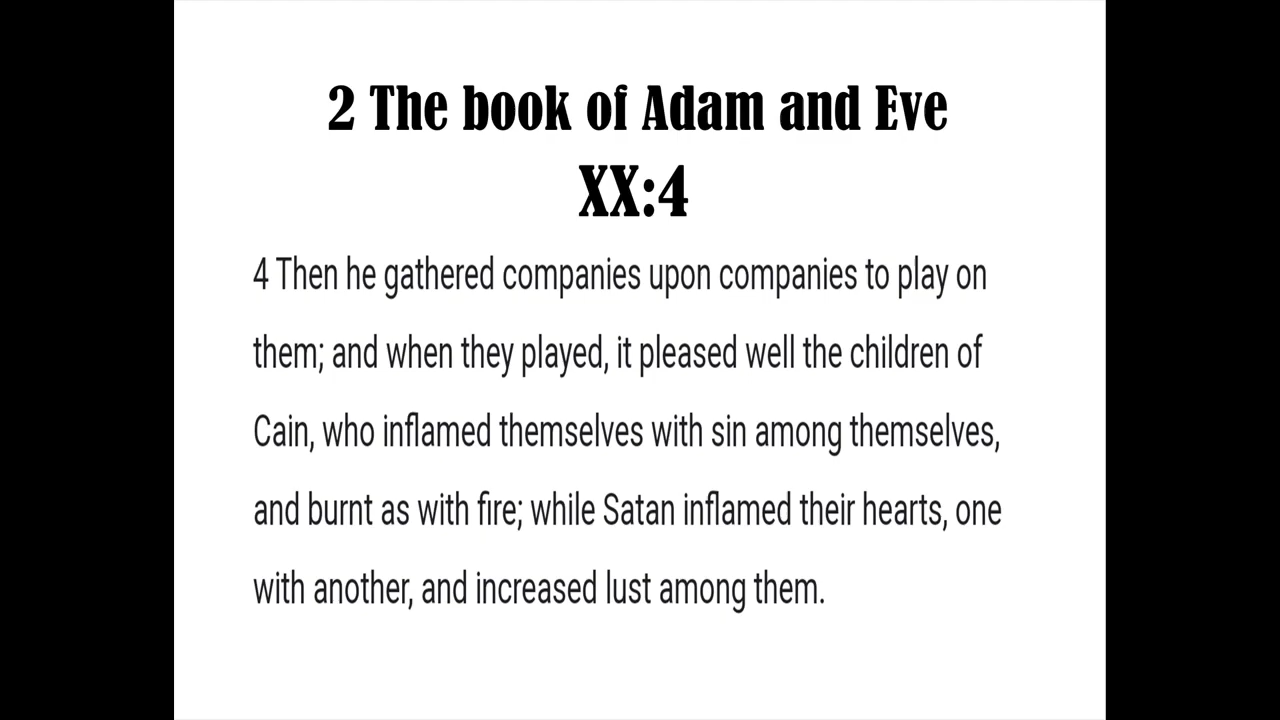 2 The book of Adam and Eve
XX:4
4 Then he gathered companies upon companies to play on
them; and when they played, it pleased well the children of
Cain, who inflamed themselves with sin among themselves,
and burnt as with fire; while Satan inflamed their hearts, one
with another, and increased lust among them.